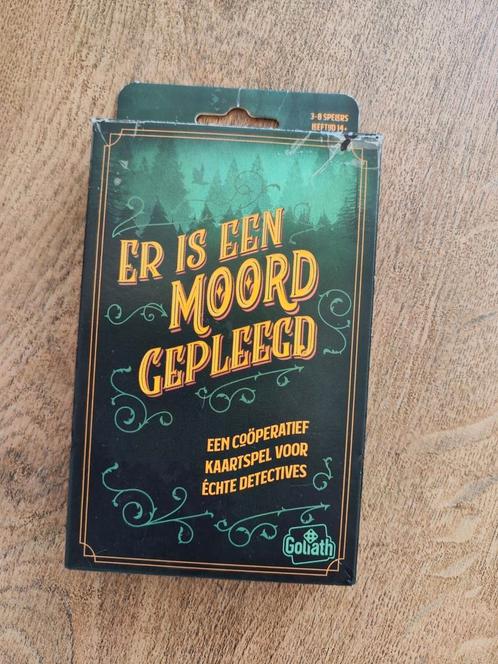 3-8 SPELERS
LEEFTIJD 14+
ER IS EEN
MOORD
GEPLEEGD
EEN COÖPERATIEF
KAARTSPEL VOOR
ÉCHTE DETECTIVES
Goliath